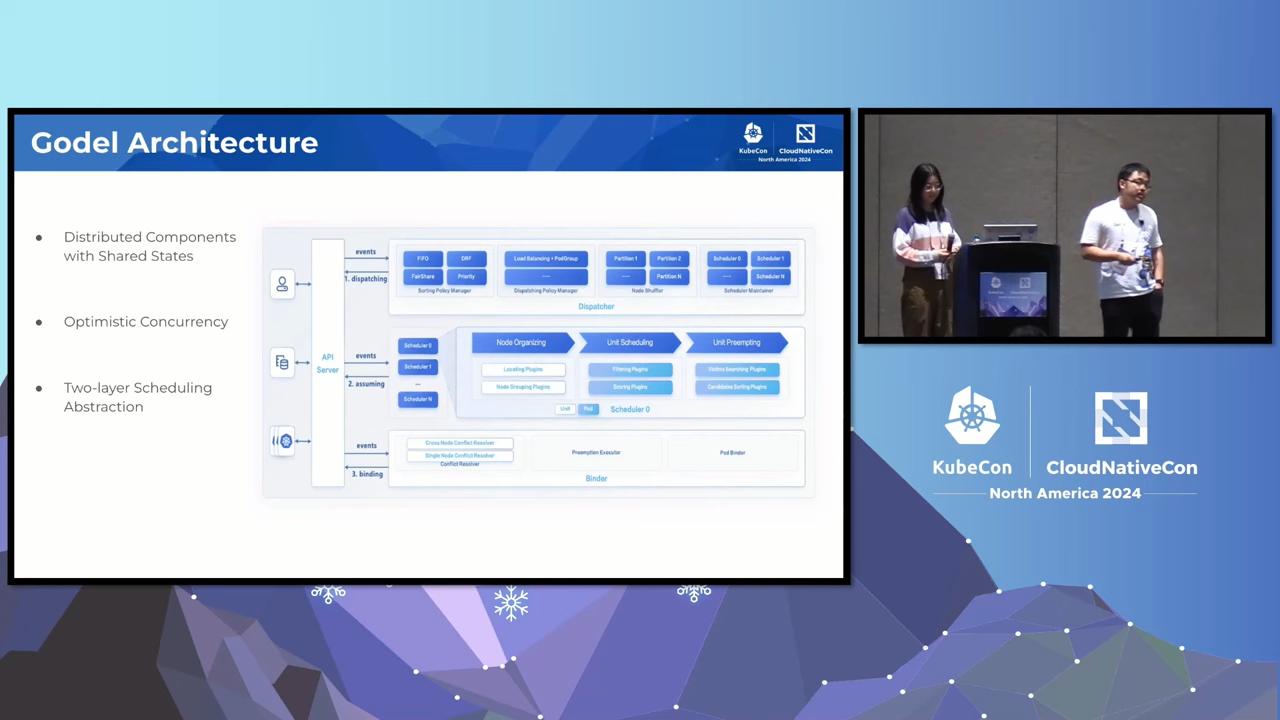 Godel Architecture
KubeCon
CloudNativeCon
North America 2024
● Distributed Components
with Shared States
● Optimistic Concurrency
● Two-layer Scheduling
Abstraction
API
Server
events
1. dispatching
FIFO
DRF
FairShare
Priority
Sorting Policy Manager
Load Balancing + PodGroup
......
Dispatching Policy Manager
Partition 1
Partition 2
......
Partition N
Node Shuffler
Scheduler 0
Scheduler 1
......
Scheduler N
Scheduler Maintainer
Dispatcher
events
2. assuming
Scheduler 0
Scheduler 1
...
Scheduler N
Node Organizing
Unit Scheduling
Unit Preempting
Locating Plugins
Node Grouping Plugins
Filtering Plugins
Scoring Plugins
Victims Searching Plugins
Candidates Sorting Plugins
Unit
Pod
Scheduler 0
events
3. binding
Cross Node Conflict Resolver
Single Node Conflict Resolver
Conflict Resolver
Preemption Executor
Pod Binder
Binder
KubeCon
CloudNativeCon
North America 2024